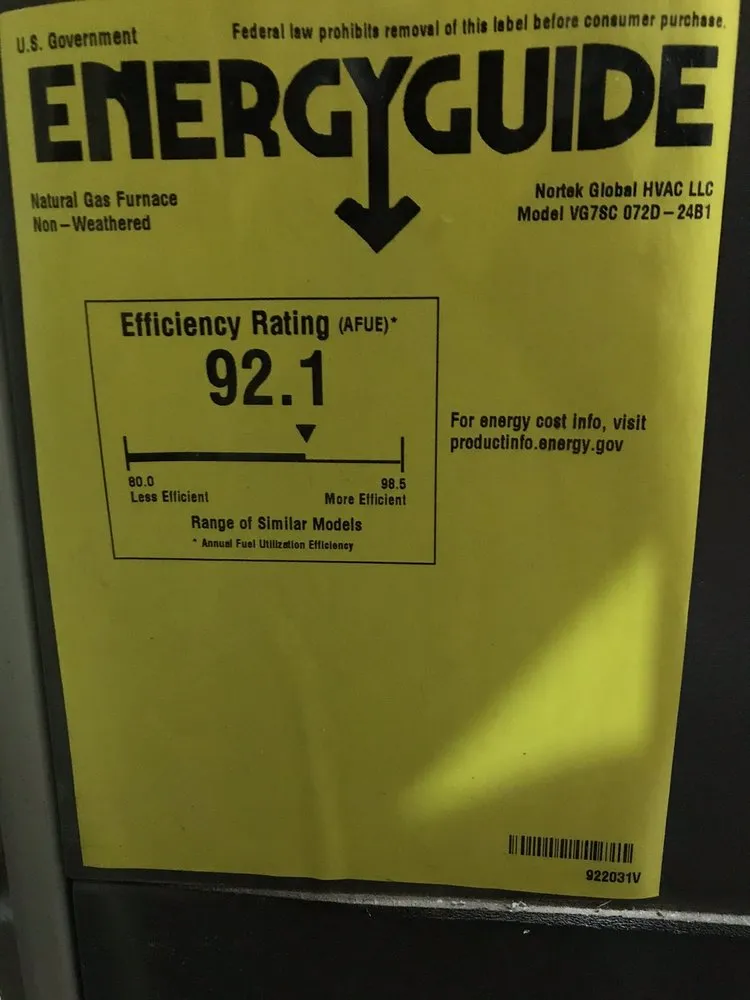 U.S. Government
Federal law prohibits removal of this label before consumer purchase.
ENERGYGUIDE
Natural Gas Furnace
Non-Weathered
Nortek Global HVAC LLC
Model VG7SC 072D-24B1
Efficiency Rating (AFUE)*
92.1
80.0
98.5
Less Efficient
More Efficient
Range of Similar Models
* Annual Fuel Utilization Efficiency
For energy cost info, visit
productinfo.energy.gov
922031V